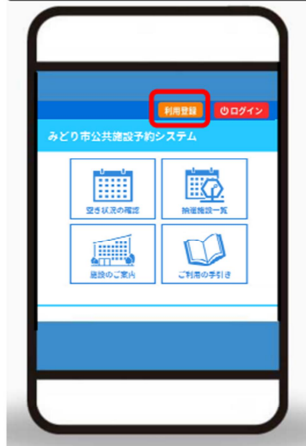 利用登録 ログイン
みどり市公共施設予約システム
空き状況の確認 抽選施設一覧
施設のご案内 ご利用の手引き